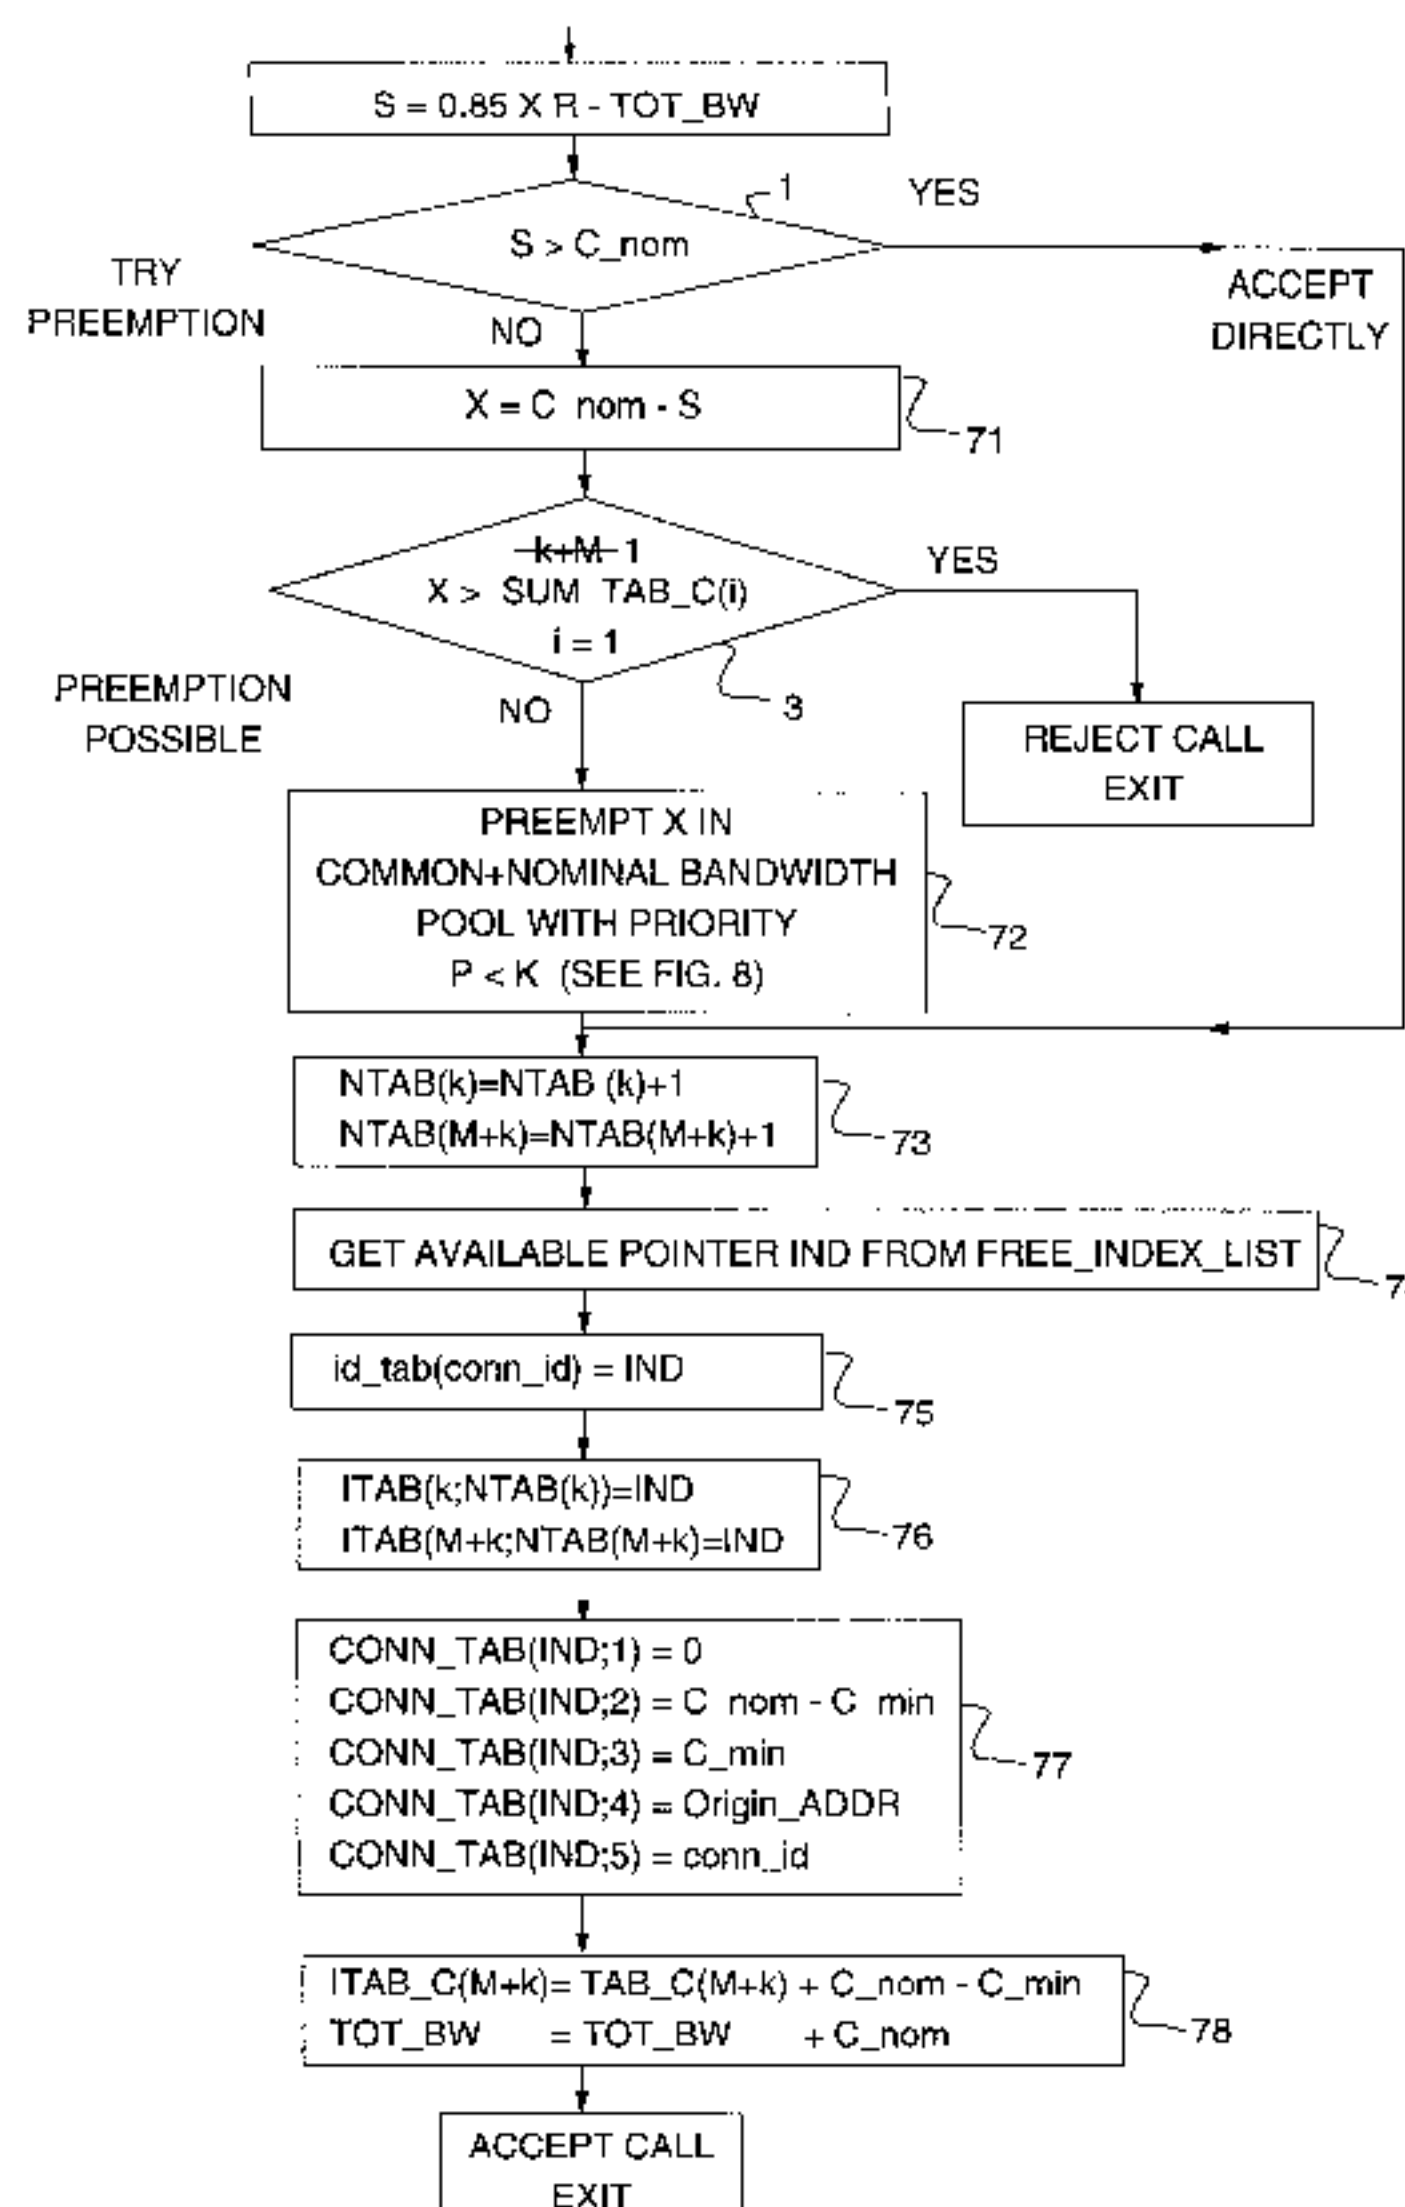 S = 0.85 X R - TOT_BW
1
YES
S > C_nom
TRY
PREEMPTION
ACCEPT
DIRECTLY
NO
X = C nom - S
71
k+M-1
X > SUM TAB_C(i)
i = 1
YES
3
PREEMPTION
POSSIBLE
NO
REJECT CALL
EXIT
PREEMPT X IN
COMMON+NOMINAL BANDWIDTH
POOL WITH PRIORITY
P < K (SEE FIG. 8)
72
NTAB(k)=NTAB (k)+1
NTAB(M+k)=NTAB(M+k)+1
73
GET AVAILABLE POINTER IND FROM FREE_INDEX_LIST
id_tab(conn_id) = IND
75
ITAB(k;NTAB(k))=IND
ITAB(M+k;NTAB(M+k)=IND
76
CONN_TAB(IND;1) = 0
CONN_TAB(IND;2) = C nom - C min
CONN_TAB(IND;3) = C_min
CONN_TAB(IND;4) = Origin_ADDR
CONN_TAB(IND;5) = conn_id
77
ITAB_C(M+k)= TAB_C(M+k) + C_nom - C_min
TOT_BW = TOT_BW + C_nom
78
ACCEPT CALL
EXIT